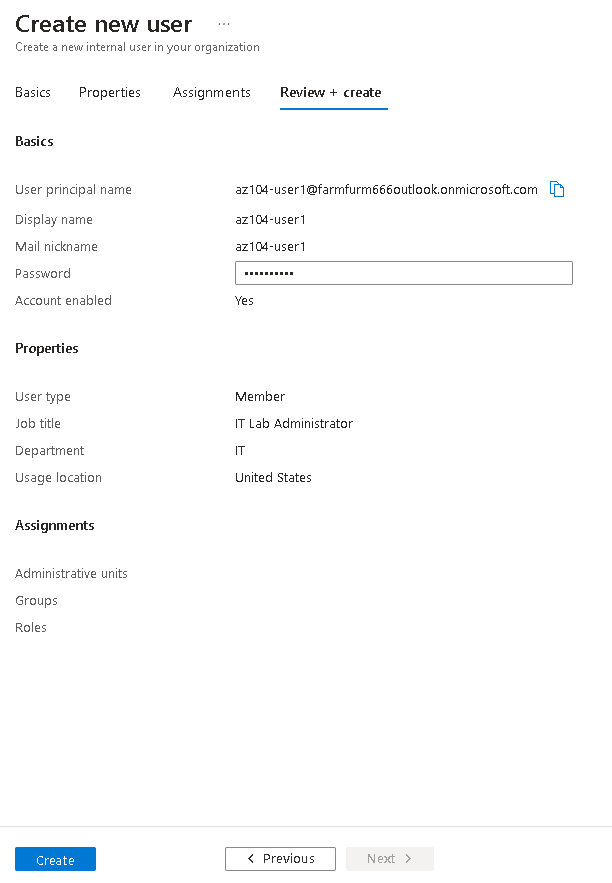 Create new user ...
Create a new internal user in your organization
Basics Properties Assignments Review + create
Basics
User principal name az104-user1@farmfurm666outlook.onmicrosoft.com
Display name az104-user1
Mail nickname az104-user1
Password ••••••••••
Account enabled Yes
Properties
User type Member
Job title IT Lab Administrator
Department IT
Usage location United States
Assignments
Administrative units
Groups
Roles
Create < Previous Next >